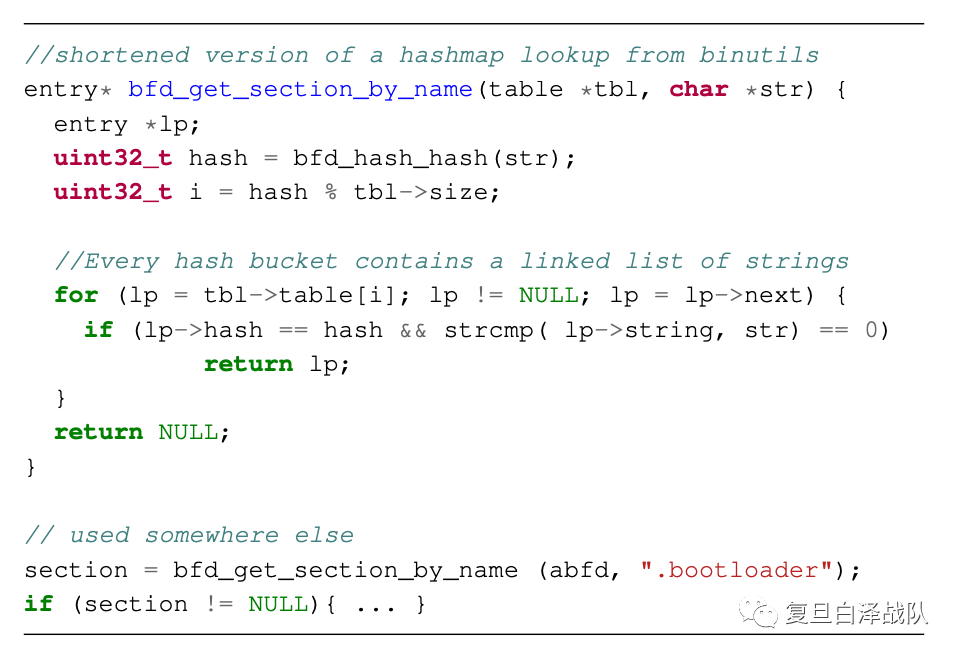 //shortened version of a hashmap lookup from binutils
entry* bfd_get_section_by_name(table *tbl, char *str) {
  entry *lp;
  uint32_t hash = bfd_hash_hash(str);
  uint32_t i = hash % tbl->size;

  //Every hash bucket contains a linked list of strings
  for (lp = tbl->table[i]; lp != NULL; lp = lp->next) {
    if (lp->hash == hash && strcmp( lp->string, str) == 0)
            return lp;
  }
  return NULL;
}

// used somewhere else
section = bfd_get_section_by_name (abfd, ".bootloader");
if (section != NULL){ ... }
复旦白泽战队